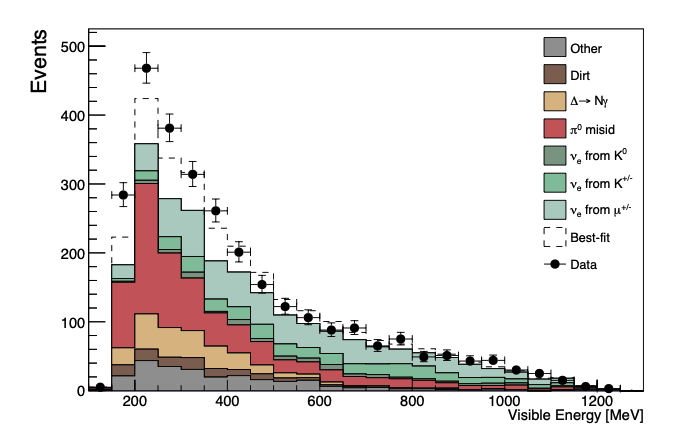 Events
500
400
300
200
100
0
200
400
600
800
1000
1200
Visible Energy [MeV]
Other
Dirt
Δ→ Nγ
π⁰ misid
νₑ from K⁰
νₑ from K⁺/⁻
νₑ from μ⁺/⁻
Best-fit
Data